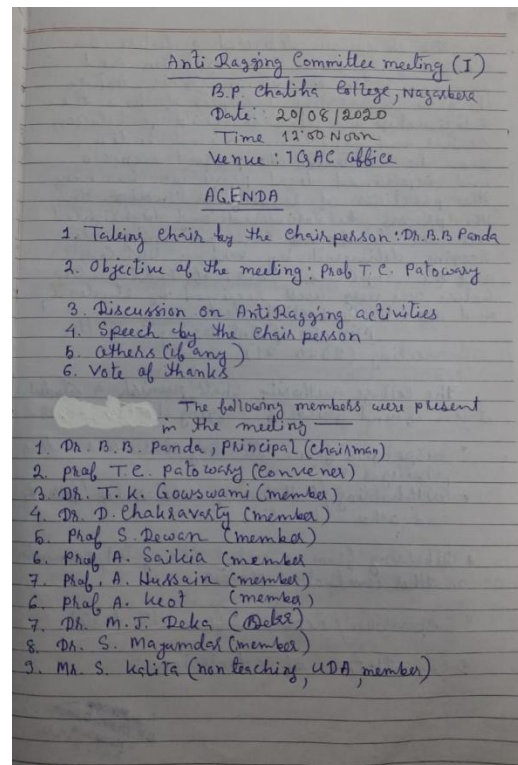 Anti Ragging Committee meeting (I)
B.P. Chaliha College, Nagarbera
Date: 20/08/2020
Time 12:00 Noon
Venue : IQAC office
AGENDA
1. Taking Chair by the Chairperson: Dr. B.B Panda
2. Objective of the meeting: Prof T. C. Patowary
3. Discussion on Anti Ragging activities
4. Speech by the Chair person
5. Others (if any)
6. Vote of thanks
The following members were present
in the meeting —
1. Dr. B. B. Panda, Principal (Chairman)
2. Prof T. C. Patowary (Convener)
3. Dr. T. K. Gowswami (member)
4. Dr. D. Chakravarty (member)
5. Prof S. Dewan (member)
6. Prof A. Saikia (member
7. Prof. A. Hussain (member)
6. Prof A. Keot (member)
7. Dr. M. J. Deka
8. Dr. S. Mazumdar (member)
9. Mr. S. Kalita (non teaching, UDA, member)